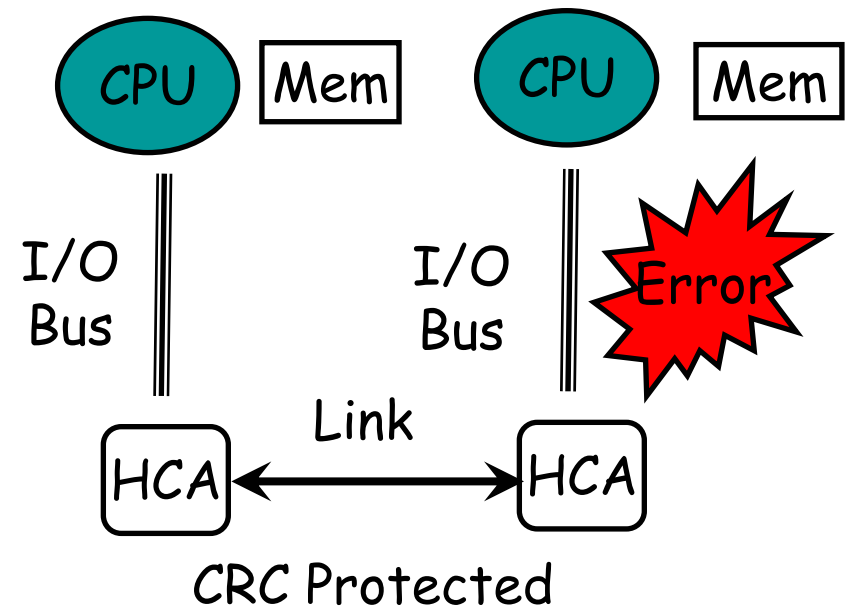 CPU
Mem
CPU
Mem
I/O
Bus
I/O
Bus
Error
Link
HCA
HCA
CRC Protected